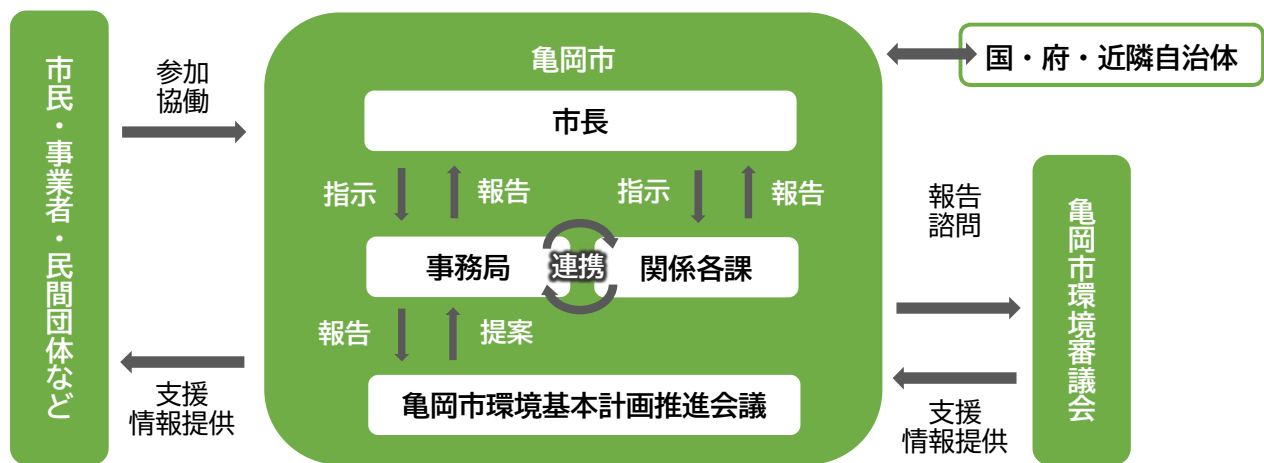 市民・事業者・民間団体など
参加
協働
支援
情報提供
亀岡市
市長
指示
報告
指示
報告
事務局
連携
関係各課
報告
提案
亀岡市環境基本計画推進会議
国・府・近隣自治体
報告
諮問
支援
情報提供
亀岡市環境審議会